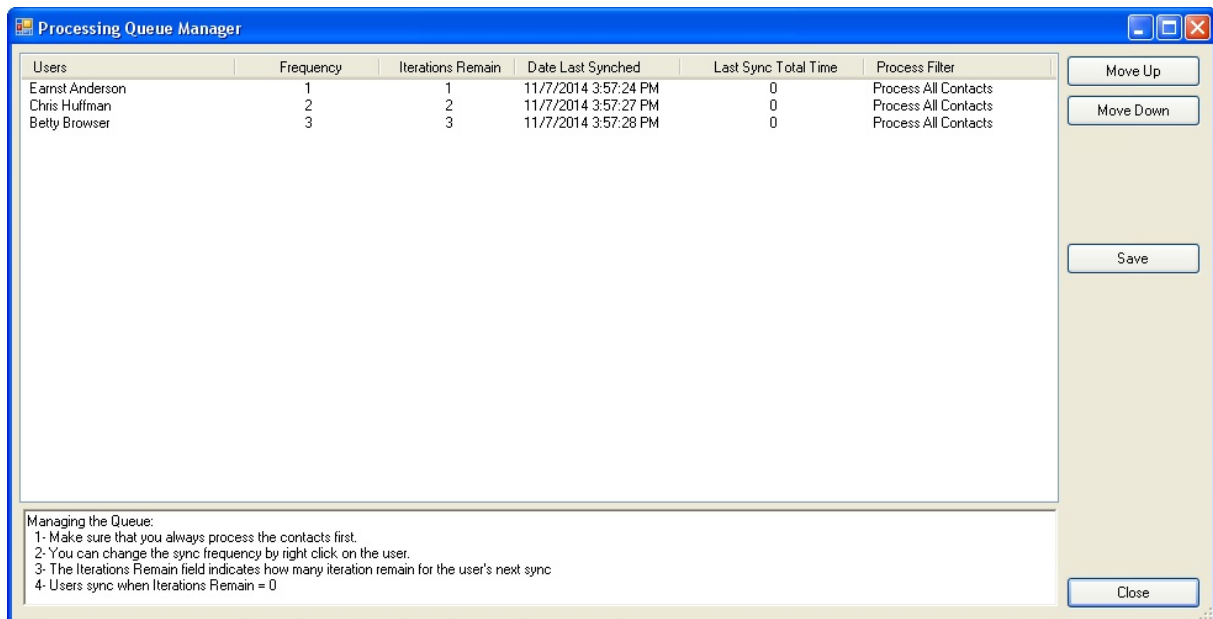 Processing Queue Manager
Users Frequency Iterations Remain Date Last Synched Last Sync Total Time Process Filter
Earnst Anderson 1 1 11/7/2014 3:57:24 PM 0 Process All Contacts
Chris Huffman 2 2 11/7/2014 3:57:27 PM 0 Process All Contacts
Betty Browser 3 3 11/7/2014 3:57:28 PM 0 Process All Contacts
Move Up
Move Down
Save
Managing the Queue:
1- Make sure that you always process the contacts first.
2- You can change the sync frequency by right click on the user.
3- The Iterations Remain field indicates how many iteration remain for the user's next sync
4- Users sync when Iterations Remain = 0
Close